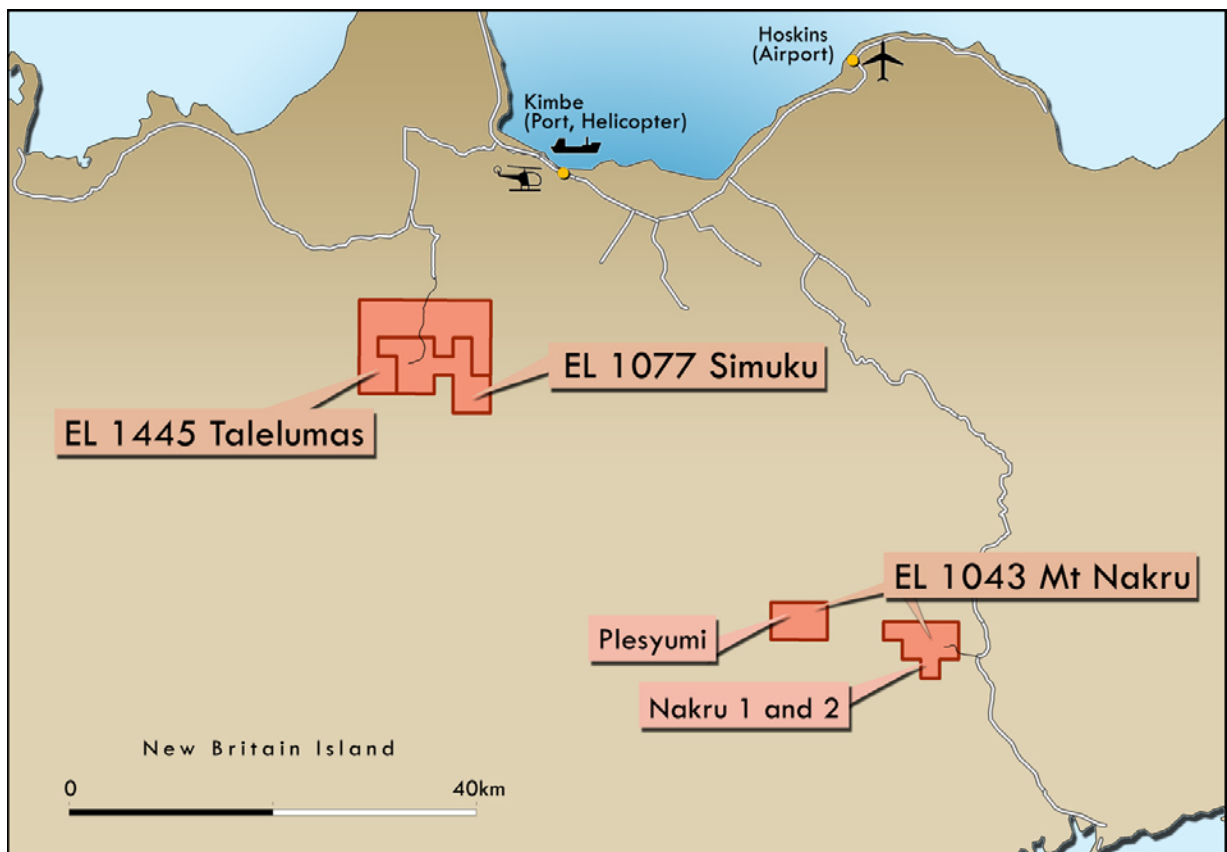 Hoskins
(Airport)
Kimbe
(Port, Helicopter)
EL 1077 Simuku
EL 1445 Talelumas
EL 1043 Mt Nakru
Plesyumi
Nakru 1 and 2
New Britain Island
0 40km